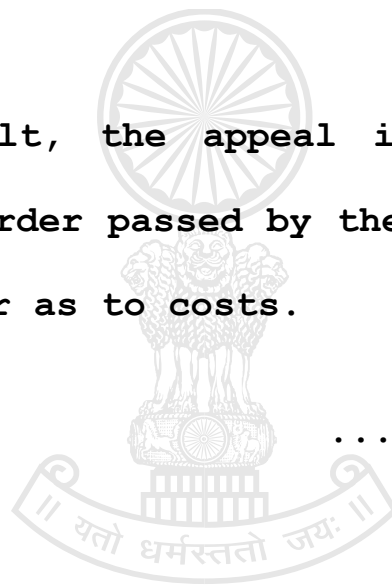 lt, the appeal i
rder passed by the
r as to costs.
...
॥ यतो धर्मस्ततो जयः ॥